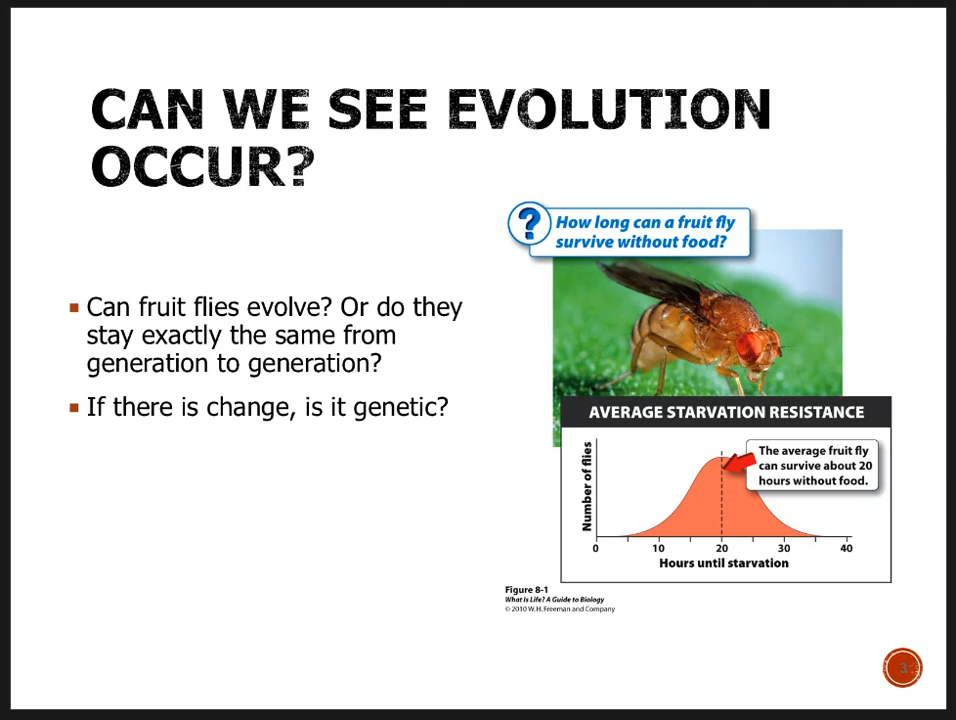 CAN WE SEE EVOLUTION
OCCUR?
▪ Can fruit flies evolve? Or do they
stay exactly the same from
generation to generation?
▪ If there is change, is it genetic?
?
How long can a fruit fly
survive without food?
AVERAGE STARVATION RESISTANCE
The average fruit fly
can survive about 20
hours without food.
Number of flies
0 10 20 30 40
Hours until starvation
Figure 8-1
What Is Life? A Guide to Biology
© 2010 W.H. Freeman and Company
3